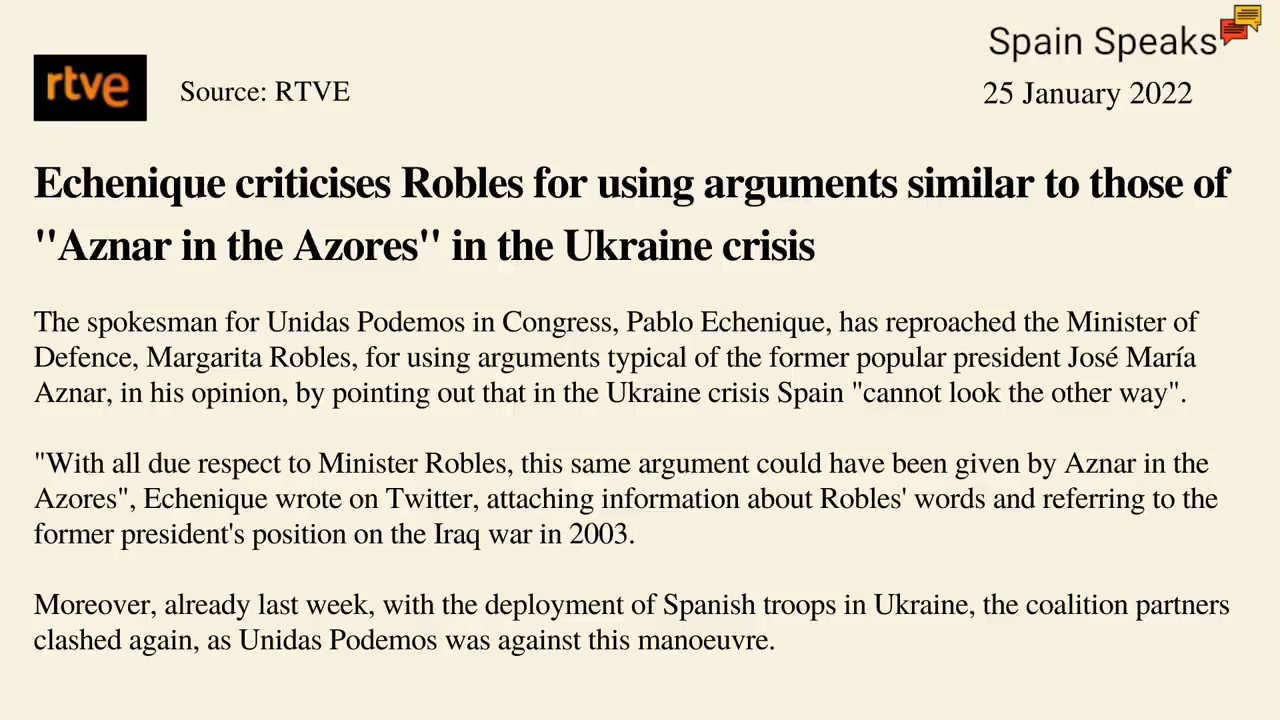 Spain Speaks
rtve
Source: RTVE
25 January 2022
Echenique criticises Robles for using arguments similar to those of
"Aznar in the Azores" in the Ukraine crisis
The spokesman for Unidas Podemos in Congress, Pablo Echenique, has reproached the Minister of
Defence, Margarita Robles, for using arguments typical of the former popular president José María
Aznar, in his opinion, by pointing out that in the Ukraine crisis Spain "cannot look the other way".
"With all due respect to Minister Robles, this same argument could have been given by Aznar in the
Azores", Echenique wrote on Twitter, attaching information about Robles' words and referring to the
former president's position on the Iraq war in 2003.
Moreover, already last week, with the deployment of Spanish troops in Ukraine, the coalition partners
clashed again, as Unidas Podemos was against this manoeuvre.